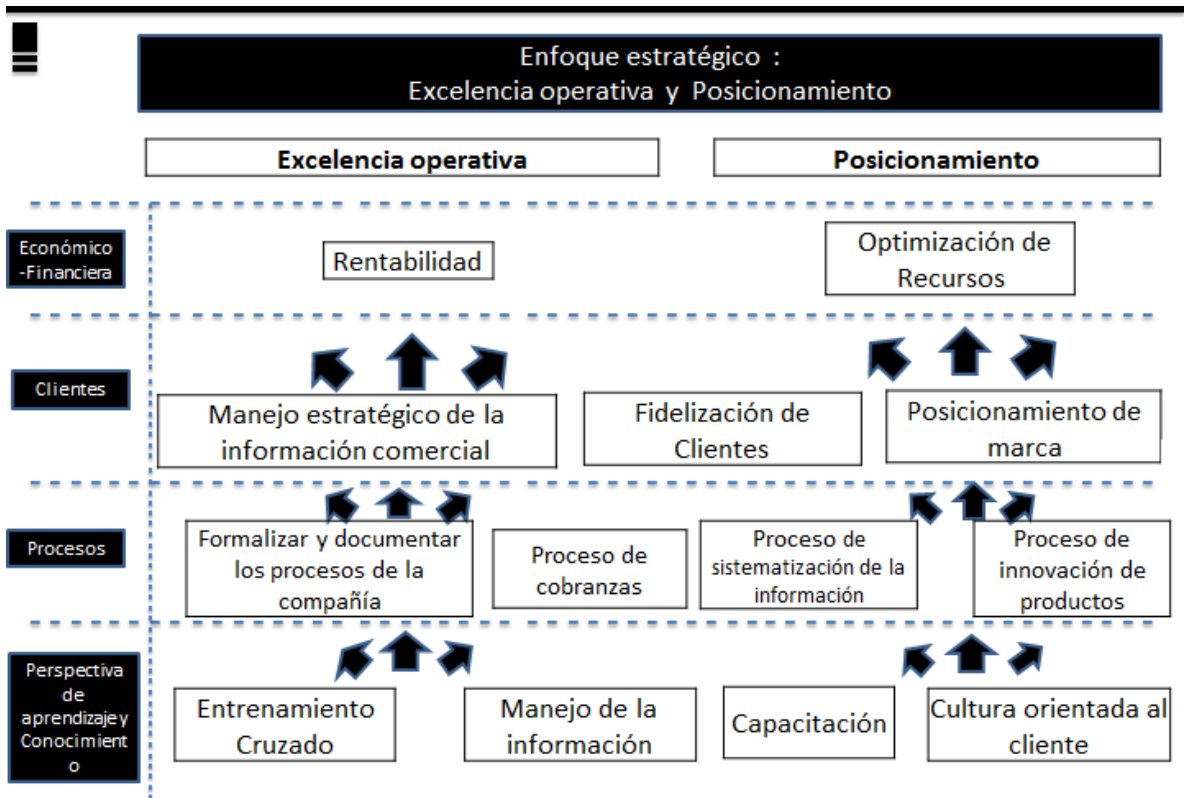 Enfoque estratégico :
Excelencia operativa y Posicionamiento
Excelencia operativa
Posicionamiento
Económico
-Financiera
Rentabilidad
Optimización de
Recursos
Clientes
Manejo estratégico de la
información comercial
Fidelización de
Clientes
Posicionamiento de
marca
Procesos
Formalizar y documentar
los procesos de la
compañía
Proceso de
cobranzas
Proceso de
sistematización de la
información
Proceso de
innovación de
productos
Perspectiva
de
aprendizaje y
Conocimient
o
Entrenamiento
Cruzado
Manejo de la
información
Capacitación
Cultura orientada al
cliente